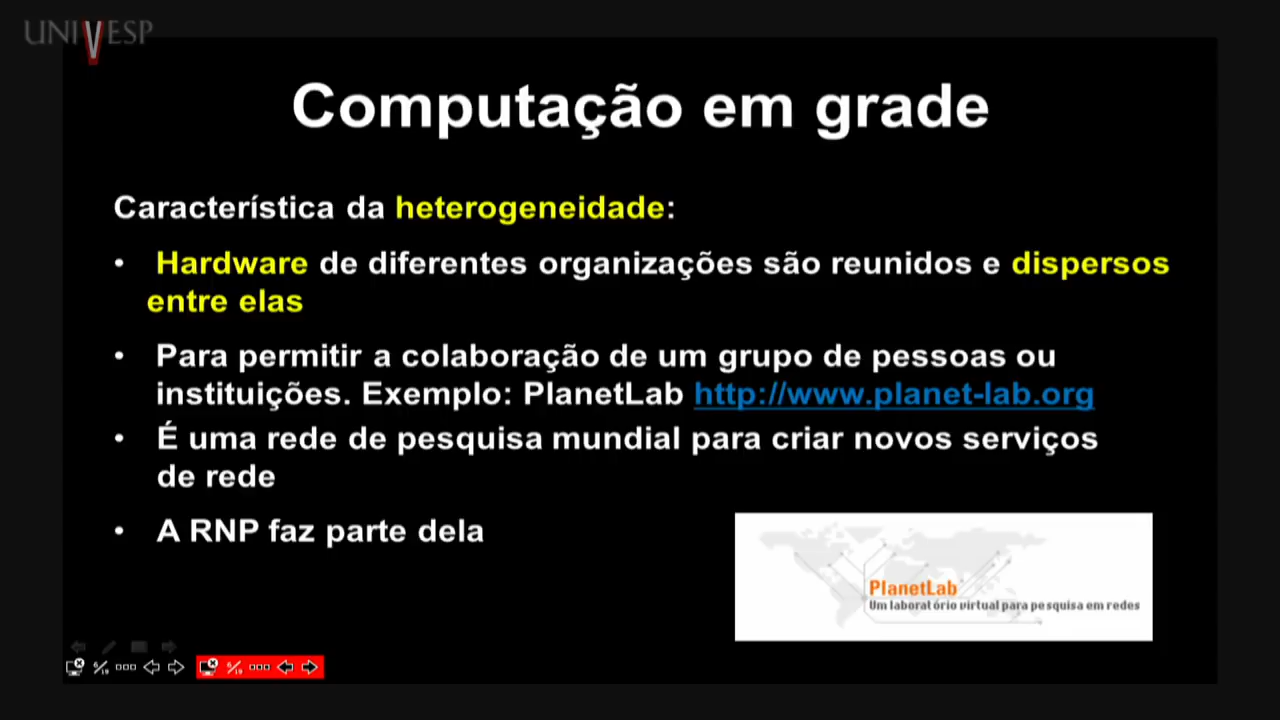 UNIVESP
Computação em grade
Característica da heterogeneidade:
• Hardware de diferentes organizações são reunidos e dispersos
entre elas
• Para permitir a colaboração de um grupo de pessoas ou
instituições. Exemplo: PlanetLab http://www.planet-lab.org
• É uma rede de pesquisa mundial para criar novos serviços
de rede
• A RNP faz parte dela
PlanetLab
Um laboratório virtual para pesquisa em redes